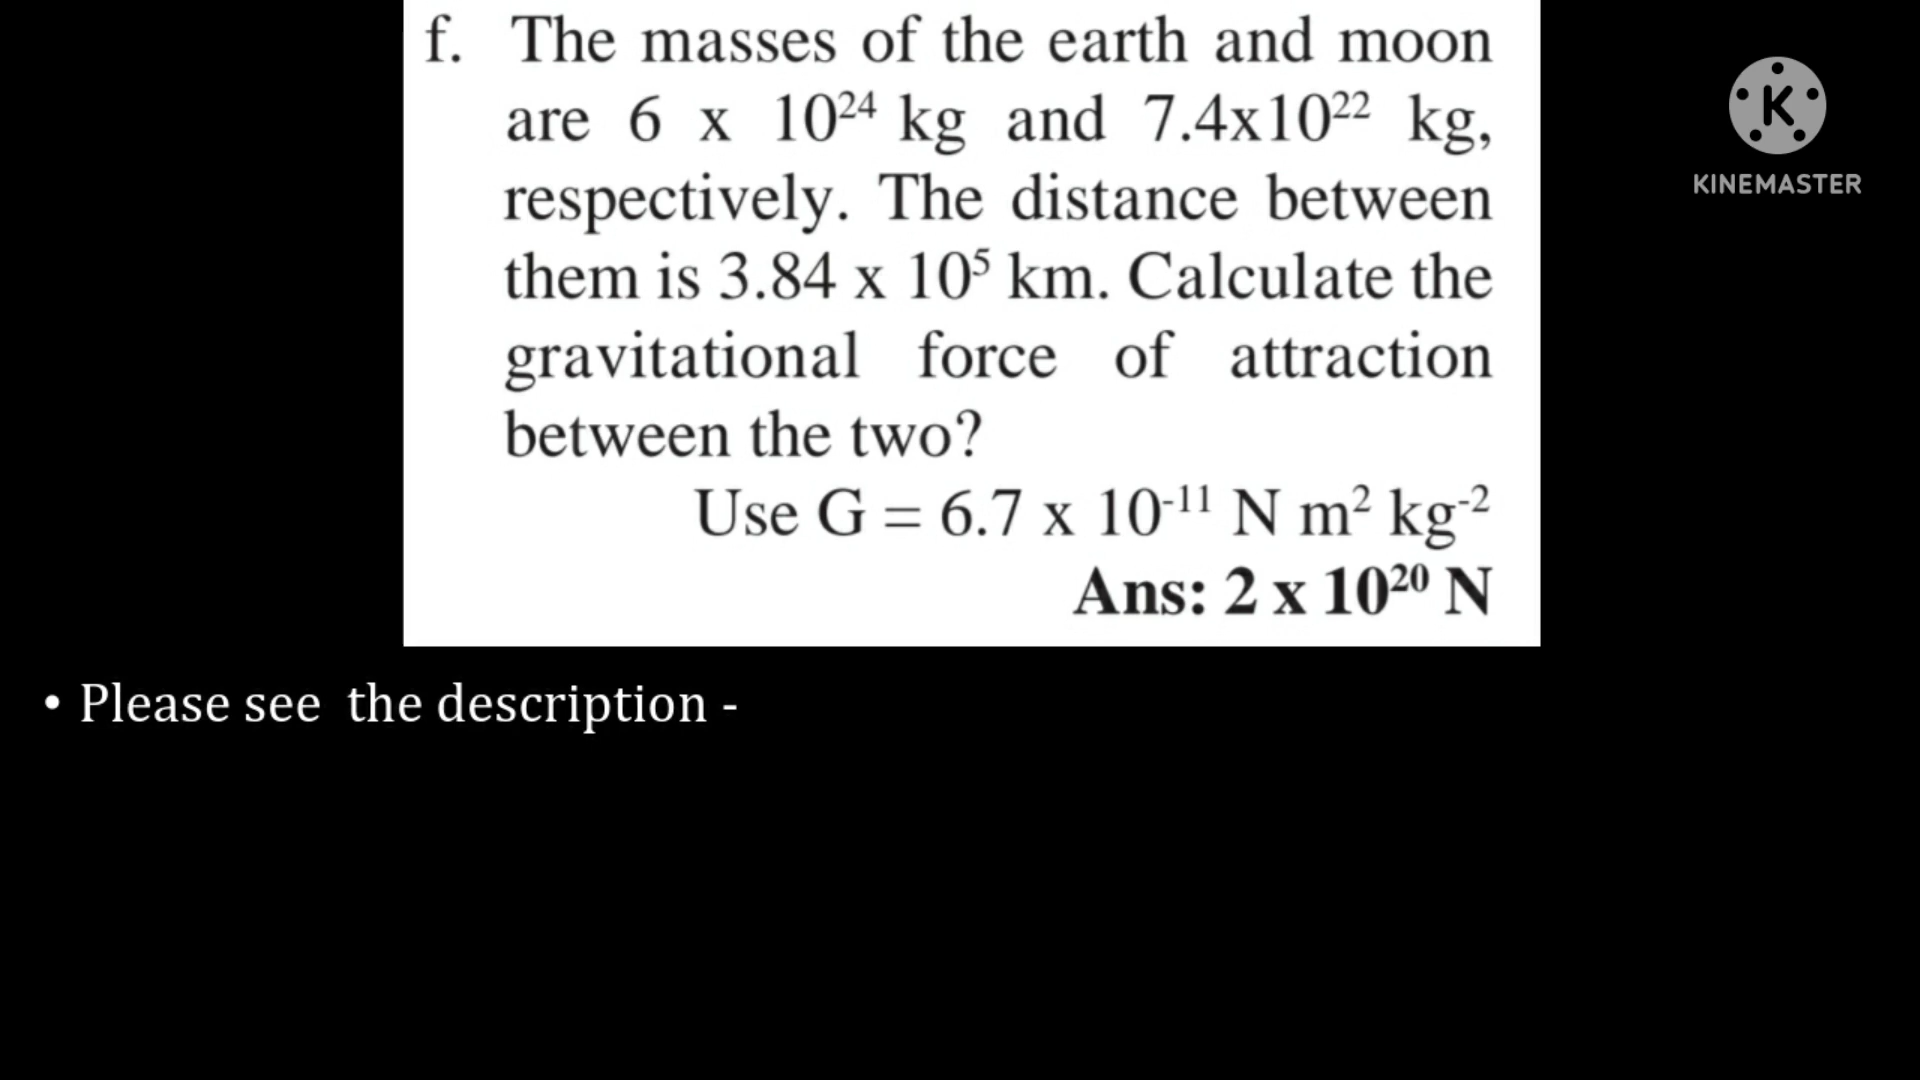 f. The masses of the earth and moon
are 6 x 10²⁴ kg and 7.4x10²² kg,
respectively. The distance between
them is 3.84 x 10⁵ km. Calculate the
gravitational force of attraction
between the two?
Use G = 6.7 x 10⁻¹¹ N m² kg⁻²
Ans: 2 x 10²⁰ N
K
KINEMASTER
• Please see the description -